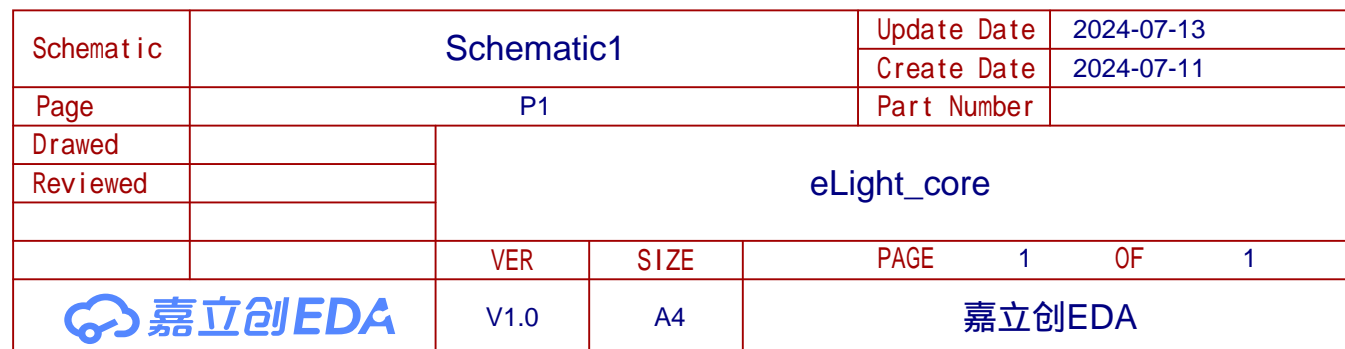 Schematic
Schematic1
Update Date
2024-07-13
Create Date
2024-07-11
Page
P1
Part Number
Drawed
Reviewed
eLight_core
VER
SIZE
PAGE 1 OF 1
嘉立创EDA
V1.0
A4
嘉立创EDA